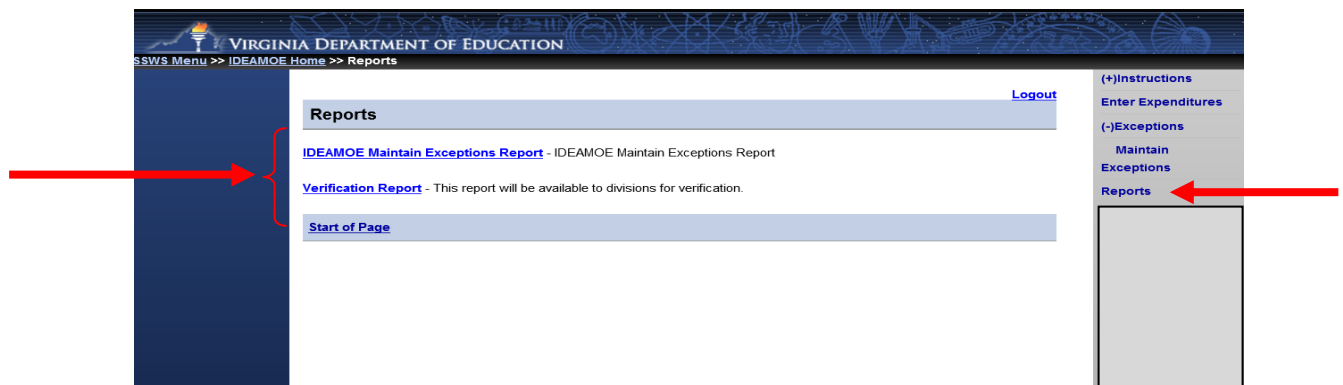 VIRGINIA DEPARTMENT OF EDUCATION
SSWS Menu >> IDEAMOE Home >> Reports
Logout
Reports
IDEAMOE Maintain Exceptions Report - IDEAMOE Maintain Exceptions Report
Verification Report - This report will be available to divisions for verification.
Start of Page
(+)Instructions
Enter Expenditures
(-)Exceptions
Maintain
Exceptions
Reports